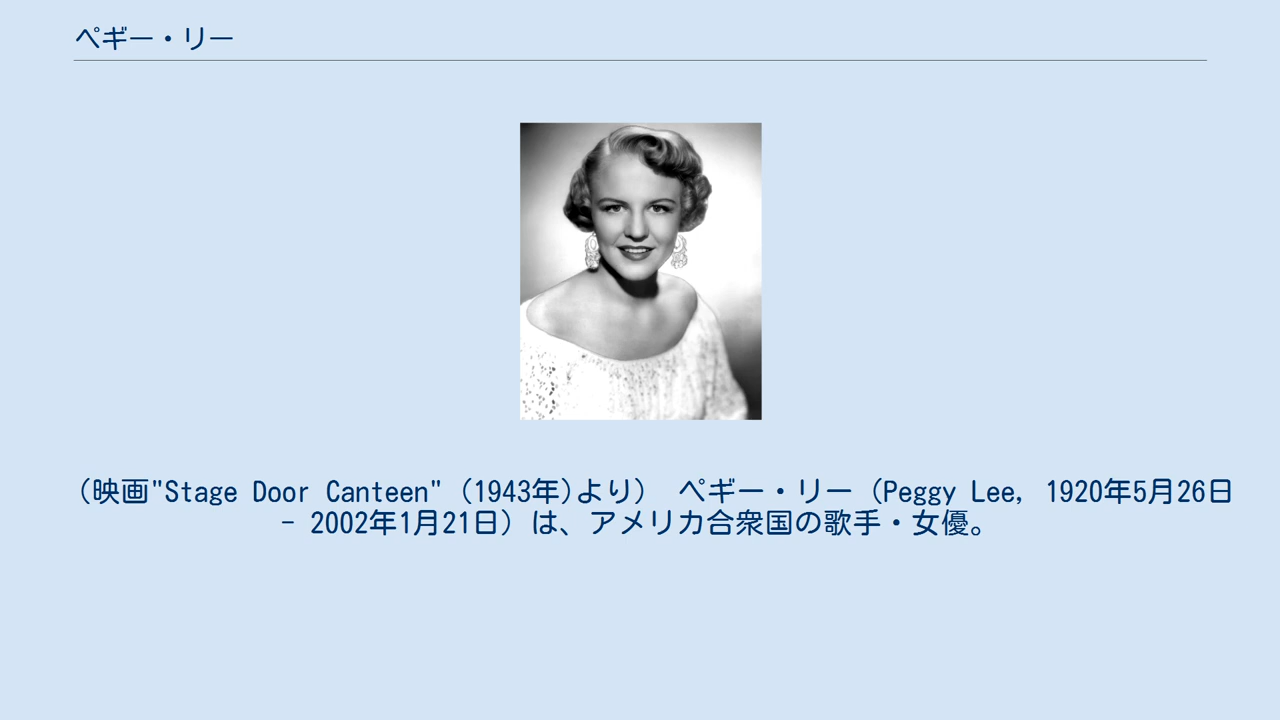 ペギー・リー
（映画"Stage Door Canteen"（1943年)より） ペギー・リー（Peggy Lee, 1920年5月26日
- 2002年1月21日）は、アメリカ合衆国の歌手・女優。